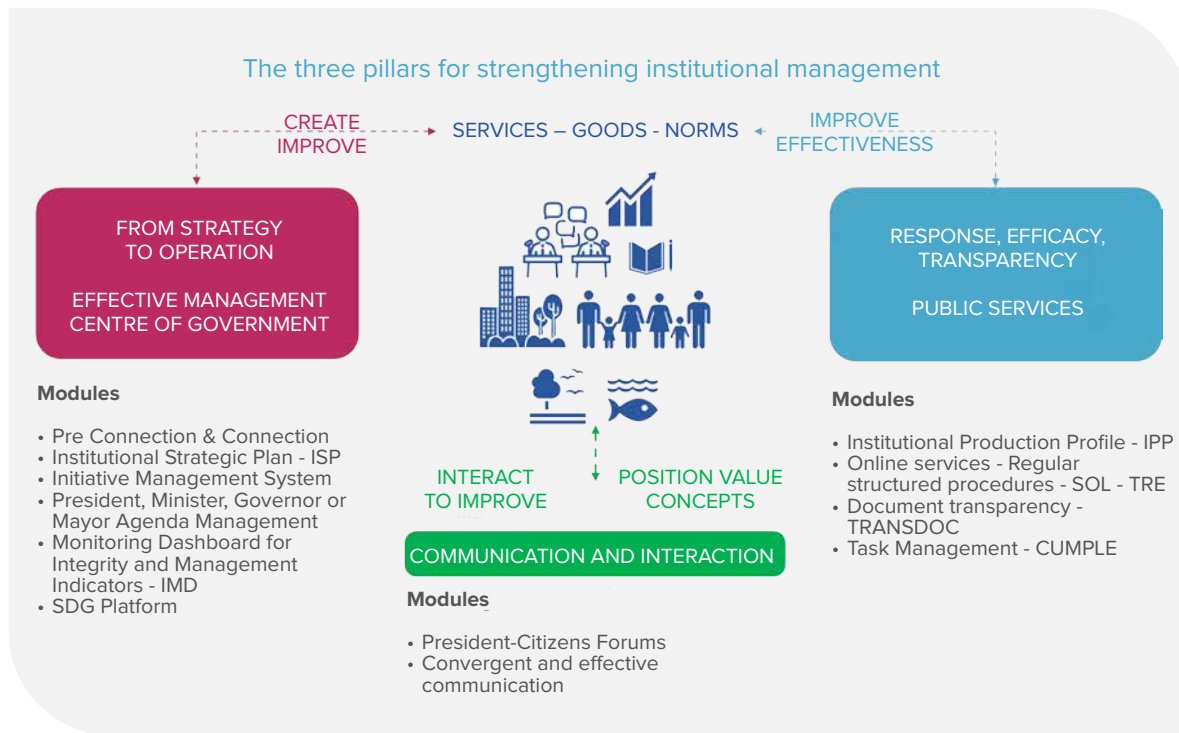 The three pillars for strengthening institutional management
CREATE
IMPROVE
SERVICES – GOODS - NORMS
IMPROVE
EFFECTIVENESS
FROM STRATEGY
TO OPERATION
EFFECTIVE MANAGEMENT
CENTRE OF GOVERNMENT
RESPONSE, EFFICACY,
TRANSPARENCY
PUBLIC SERVICES
Modules
• Pre Connection & Connection
• Institutional Strategic Plan - ISP
• Initiative Management System
• President, Minister, Governor or
Mayor Agenda Management
• Monitoring Dashboard for
Integrity and Management
Indicators - IMD
• SDG Platform
INTERACT
TO IMPROVE
POSITION VALUE
CONCEPTS
COMMUNICATION AND INTERACTION
Modules
• President-Citizens Forums
• Convergent and effective
communication
Modules
• Institutional Production Profile - IPP
• Online services - Regular
structured procedures - SOL - TRE
• Document transparency -
TRANSDOC
• Task Management - CUMPLE